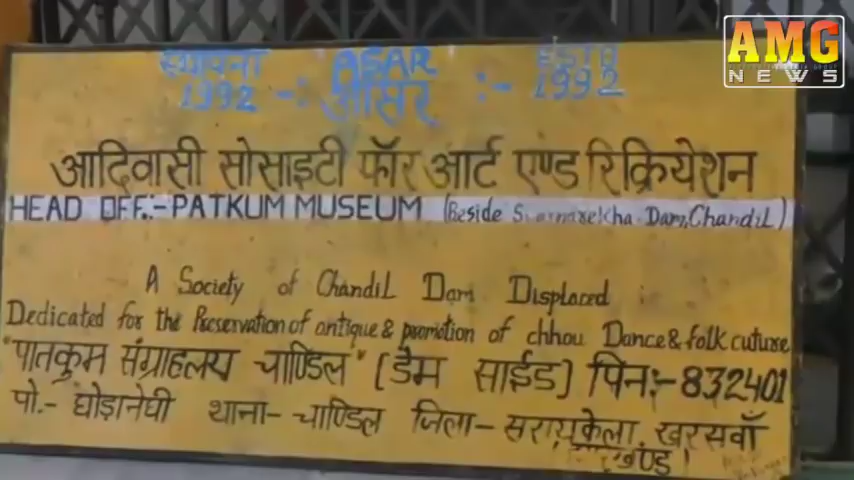 AMG
NEWS
स्थापना ASAR ESTD
1992 -: आसर :- 1992
आदिवासी सोसाइटी फॉर आर्ट एण्ड रिक्रियेशन
HEAD OFF.:- PATKUM MUSEUM (Beside Svarnarekha Dam, Chandil)
A Society of Chandil Dam Displaced
Dedicated for the Preservation of antique & promotion of chhou Dance & folk cuture
"पातकुम संग्राहलय चाण्डिल" (डैम साईड) पिन:- 832401
पो.- घोड़ानेघी थाना- चाण्डिल जिला- सरायकेला खरसवाँ